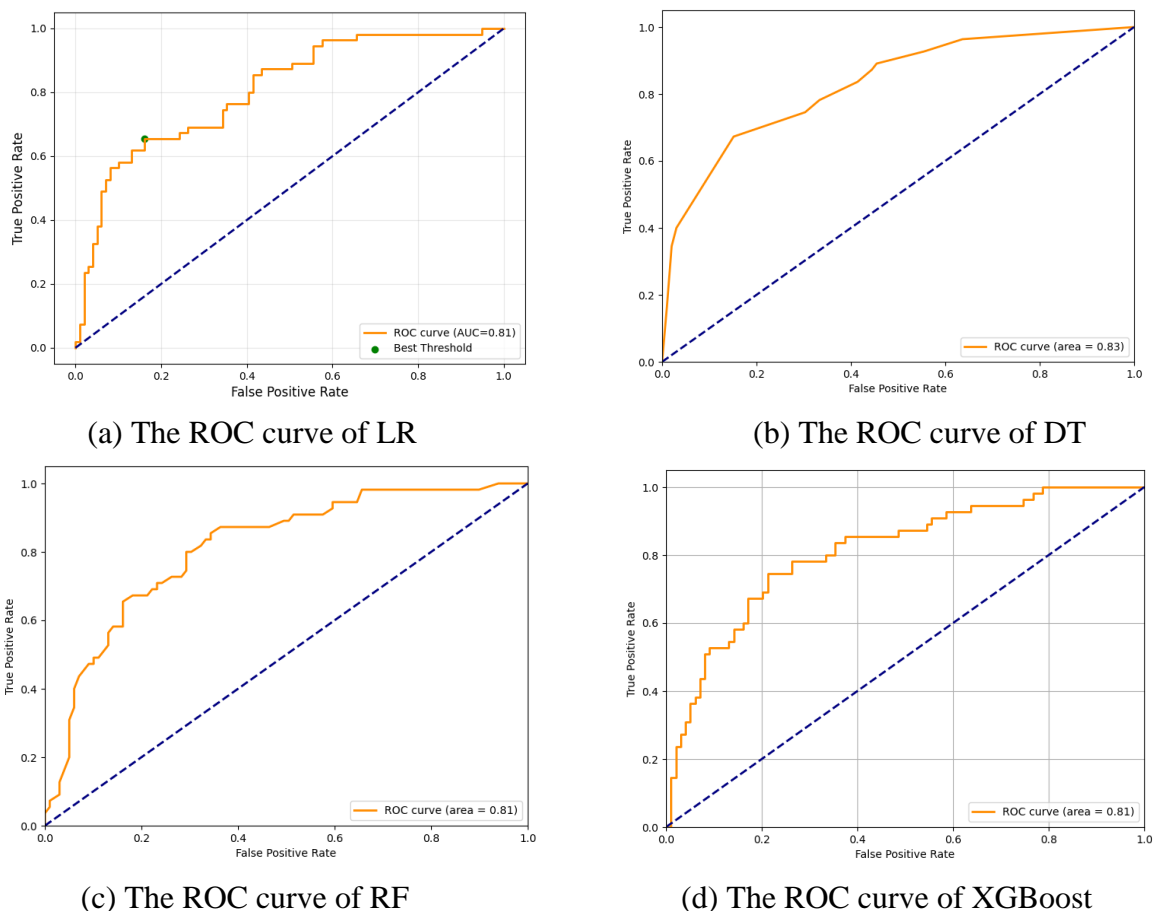 1.0
0.8
0.6
0.4
0.2
0.0
True Positive Rate
0.0 0.2 0.4 0.6 0.8 1.0
False Positive Rate
ROC curve (AUC=0.81)
Best Threshold
(a) The ROC curve of LR
1.0
0.8
0.6
0.4
0.2
0.0
True Positive Rate
0.0 0.2 0.4 0.6 0.8 1.0
False Positive Rate
ROC curve (area = 0.83)
(b) The ROC curve of DT
1.0
0.8
0.6
0.4
0.2
0.0
True Positive Rate
0.0 0.2 0.4 0.6 0.8 1.0
False Positive Rate
ROC curve (area = 0.81)
(c) The ROC curve of RF
1.0
0.8
0.6
0.4
0.2
0.0
True Positive Rate
0.0 0.2 0.4 0.6 0.8 1.0
False Positive Rate
ROC curve (area = 0.81)
(d) The ROC curve of XGBoost